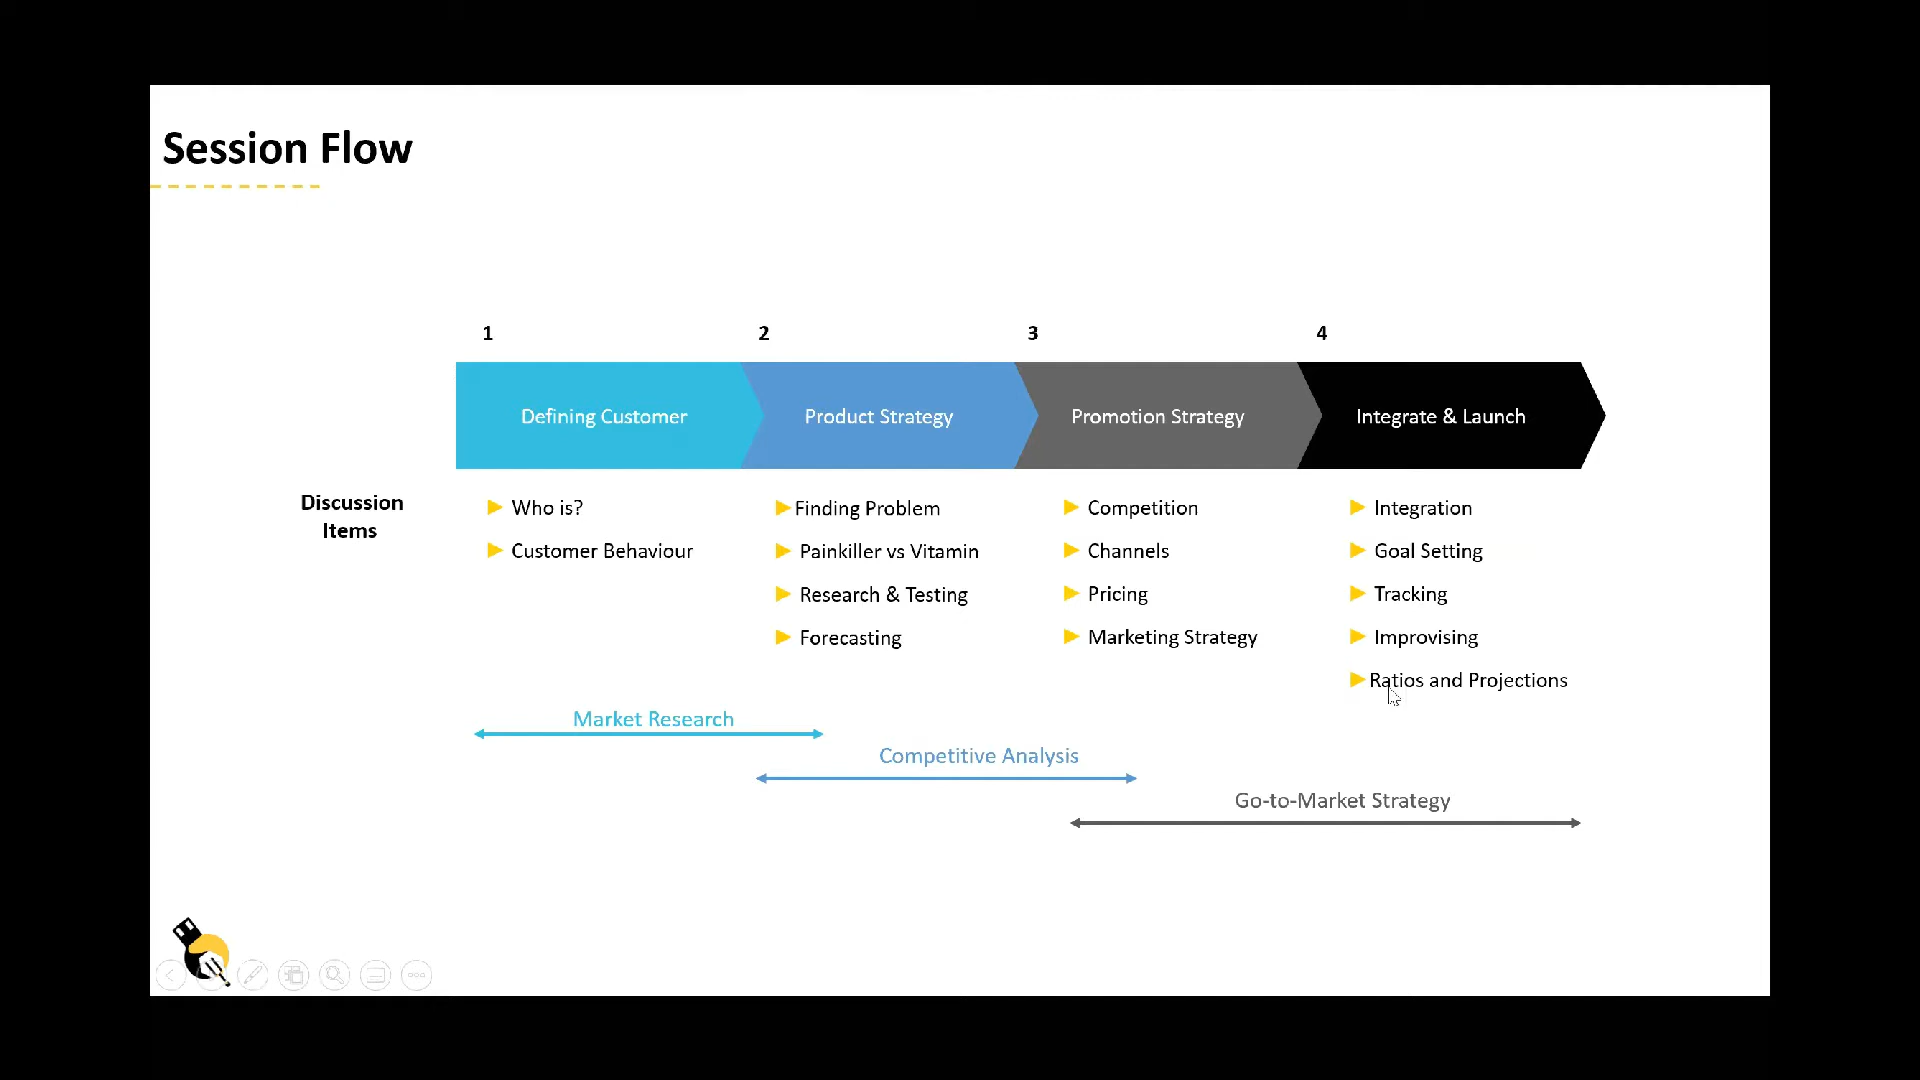 Session Flow
1
2
3
4
Defining Customer
Product Strategy
Promotion Strategy
Integrate & Launch
Discussion
Items
Who is?
Customer Behaviour
Finding Problem
Painkiller vs Vitamin
Research & Testing
Forecasting
Competition
Channels
Pricing
Marketing Strategy
Integration
Goal Setting
Tracking
Improvising
Ratios and Projections
Market Research
Competitive Analysis
Go-to-Market Strategy